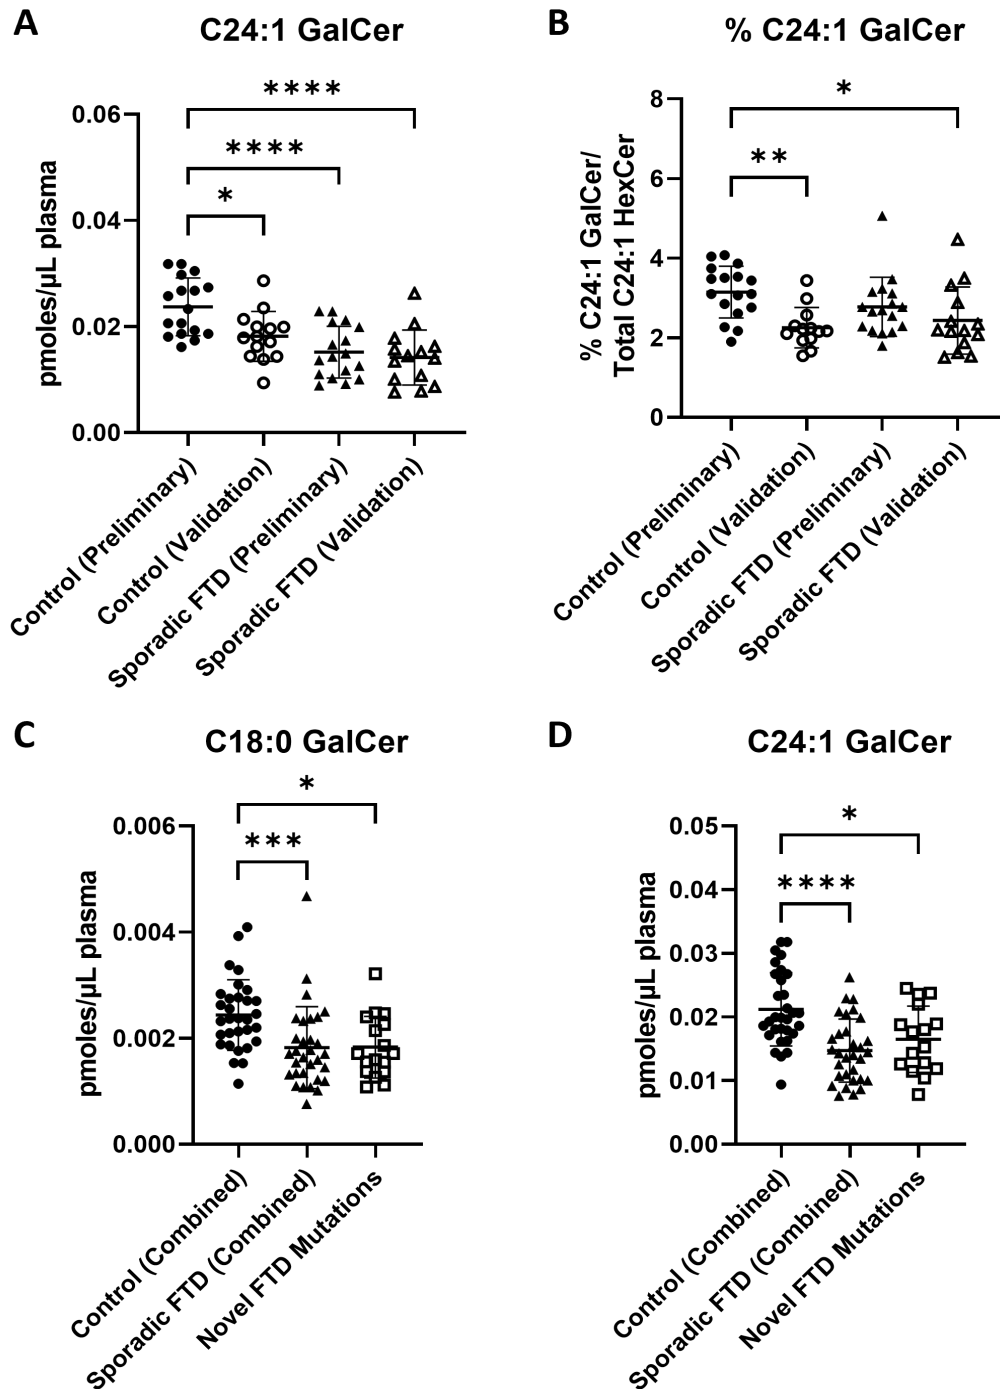 A
C24:1 GalCer
pmoles/µL plasma
0.06
0.04
0.02
0.00
****
****
*
Control (Preliminary)
Control (Validation)
Sporadic FTD (Preliminary)
Sporadic FTD (Validation)
B
% C24:1 GalCer
% C24:1 GalCer/
Total C24:1 HexCer
8
6
4
2
0
*
**
Control (Preliminary)
Control (Validation)
Sporadic FTD (Preliminary)
Sporadic FTD (Validation)
C
C18:0 GalCer
pmoles/µL plasma
0.006
0.004
0.002
0.000
*
***
Control (Combined)
Sporadic FTD (Combined)
Novel FTD Mutations
D
C24:1 GalCer
pmoles/µL plasma
0.05
0.04
0.03
0.02
0.01
0.00
*
****
Control (Combined)
Sporadic FTD (Combined)
Novel FTD Mutations